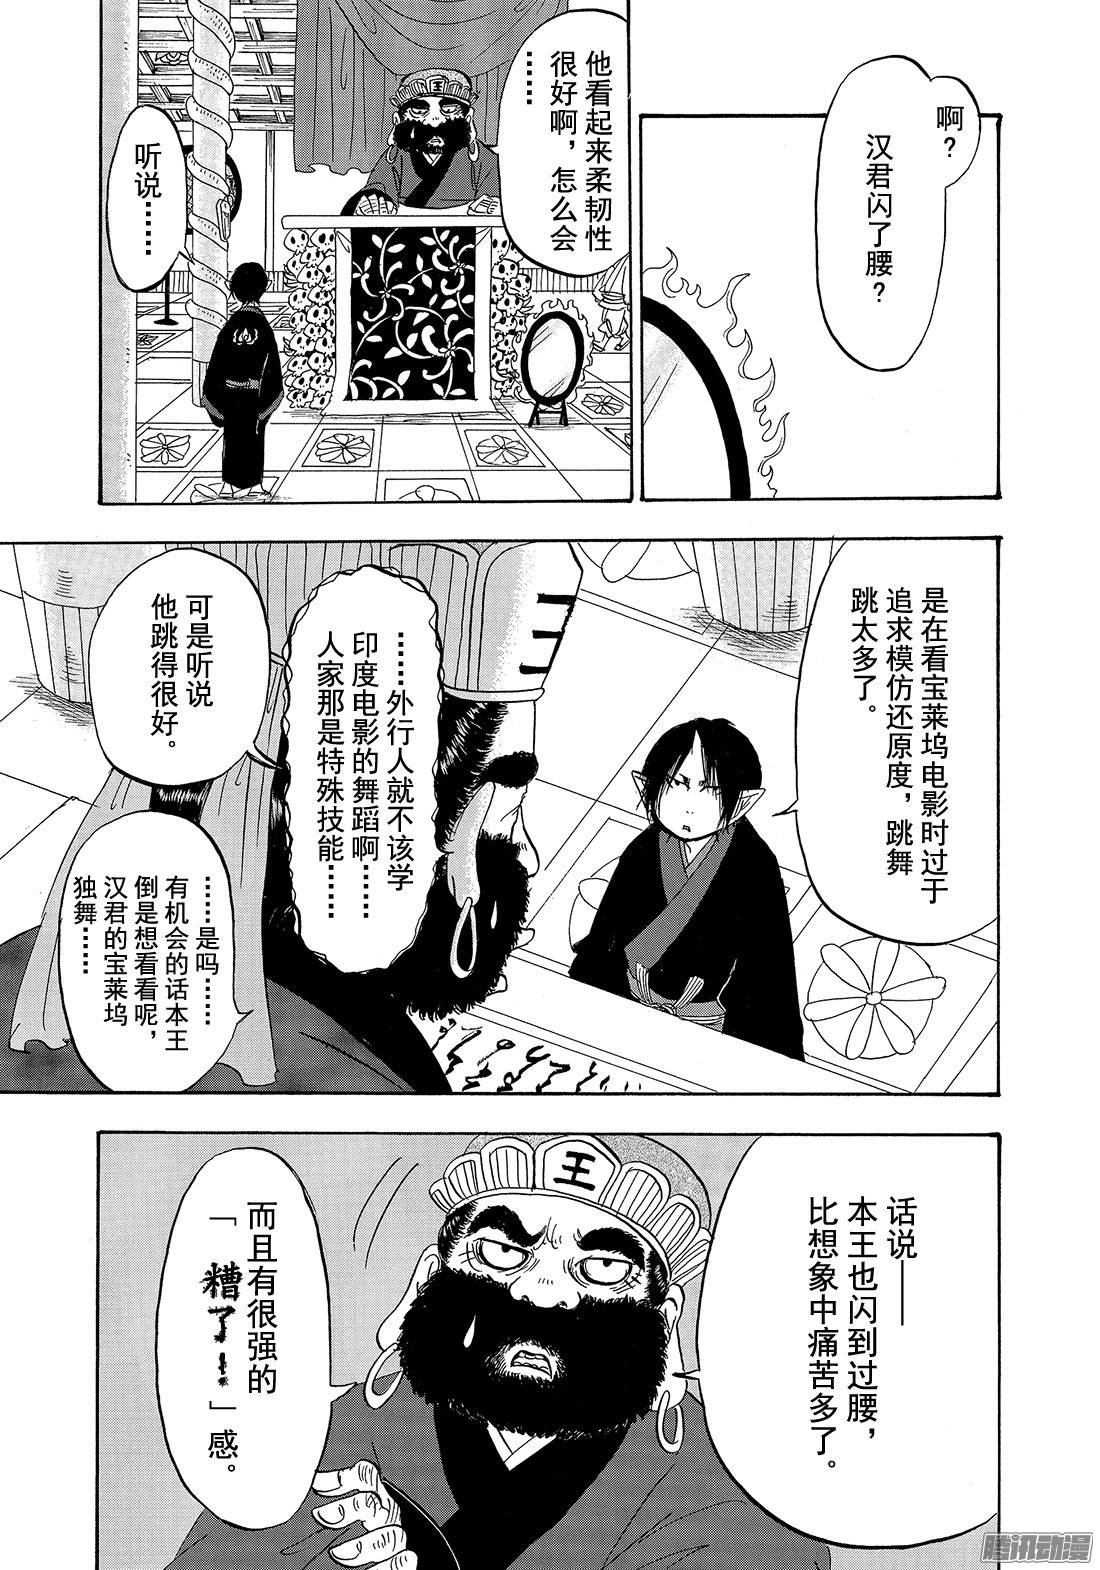 啊？
汉君闪了腰？
他看起来柔韧性
很好啊，怎么会
……
王
听说……
是在看宝莱坞电影时过于
追求模仿还原度，跳舞
跳太多了。
王
……外行人就不该学
印度电影的舞蹈啊……
人家那是特殊技能……
可是听说
他跳得很好。
……是吗……
有机会的话本王
倒是想看看呢，
汉君的宝莱坞
独舞……
话说——
本王也闪到过腰，
比想象中痛苦多了。
王
而且有很强的
「糟了！」感。
腾讯动漫